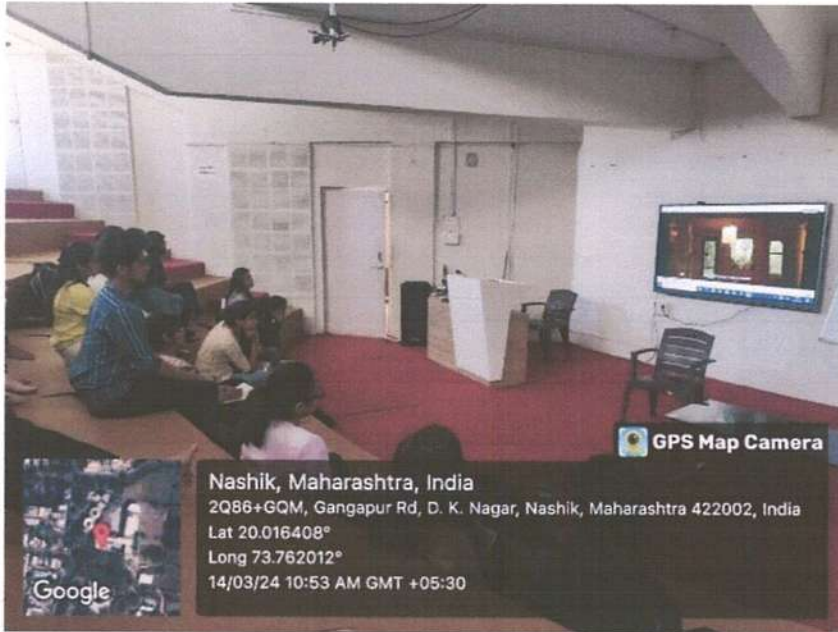 GPS Map Camera
Nashik, Maharashtra, India
2Q86+GQM, Gangapur Rd, D. K. Nagar, Nashik, Maharashtra 422002, India
Lat 20.016408°
Long 73.762012°
14/03/24 10:53 AM GMT +05:30
Google